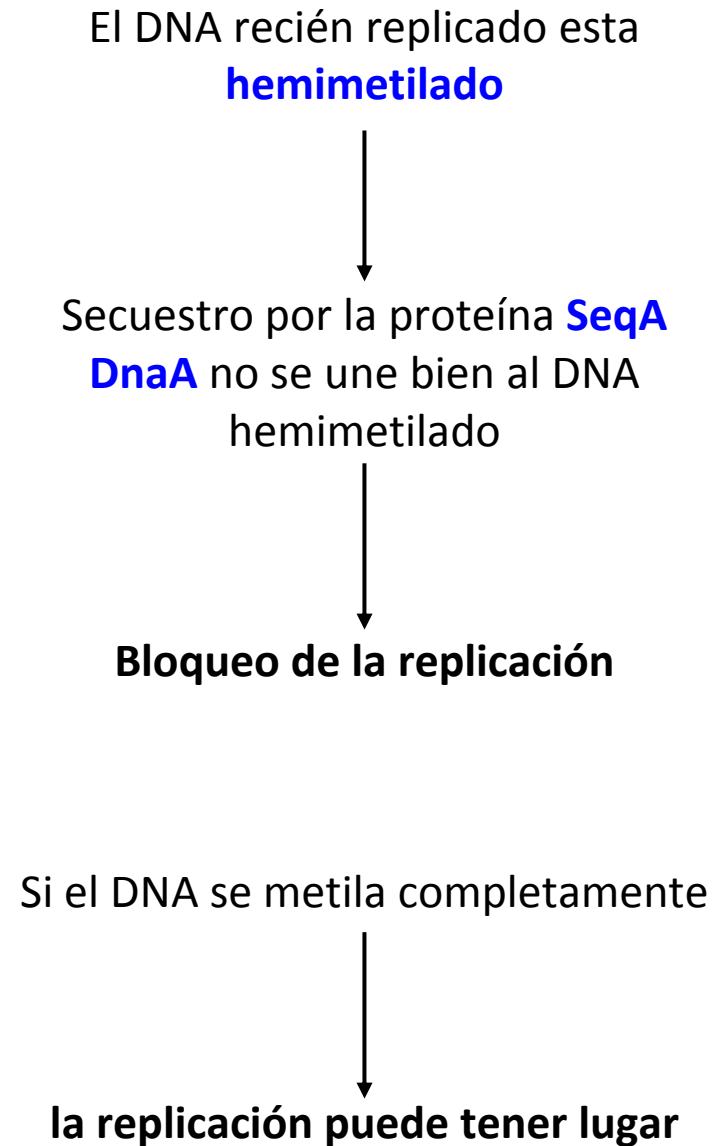 El DNA recién replicado esta
hemimetilado
Secuestro por la proteína SeqA
DnaA no se une bien al DNA
hemimetilado
Bloqueo de la replicación
Si el DNA se metila completamente
la replicación puede tener lugar